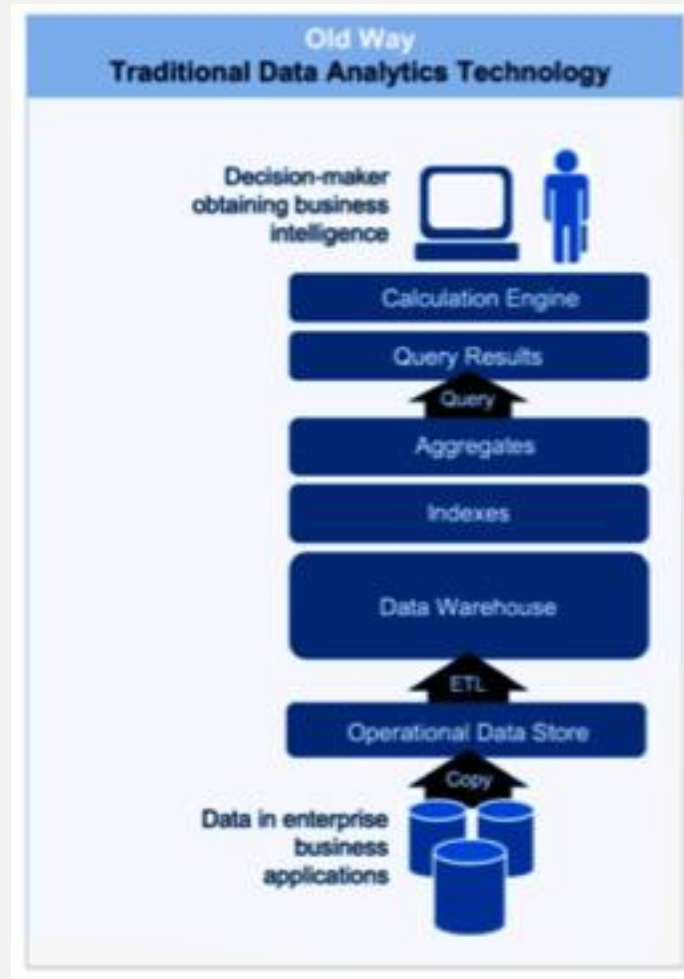 Old Way
Traditional Data Analytics Technology
Decision-maker
obtaining business
intelligence
Calculation Engine
Query Results
Query
Aggregates
Indexes
Data Warehouse
ETL
Operational Data Store
Copy
Data in enterprise
business
applications